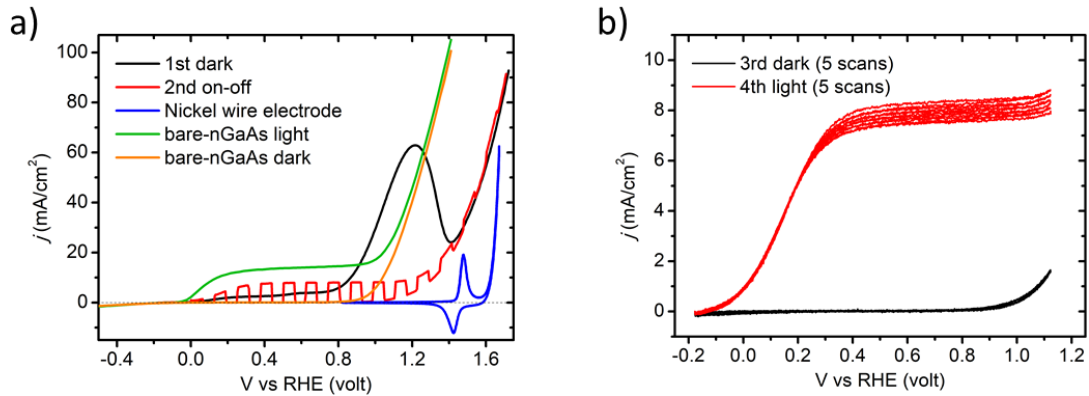 a)
100
80
60
40
20
0
j (mA/cm²)
1st dark
2nd on-off
Nickel wire electrode
bare-nGaAs light
bare-nGaAs dark
-0.4 0.0 0.4 0.8 1.2 1.6
V vs RHE (volt)
b)
10
8
6
4
2
0
j (mA/cm²)
3rd dark (5 scans)
4th light (5 scans)
-0.2 0.0 0.2 0.4 0.6 0.8 1.0 1.2
V vs RHE (volt)